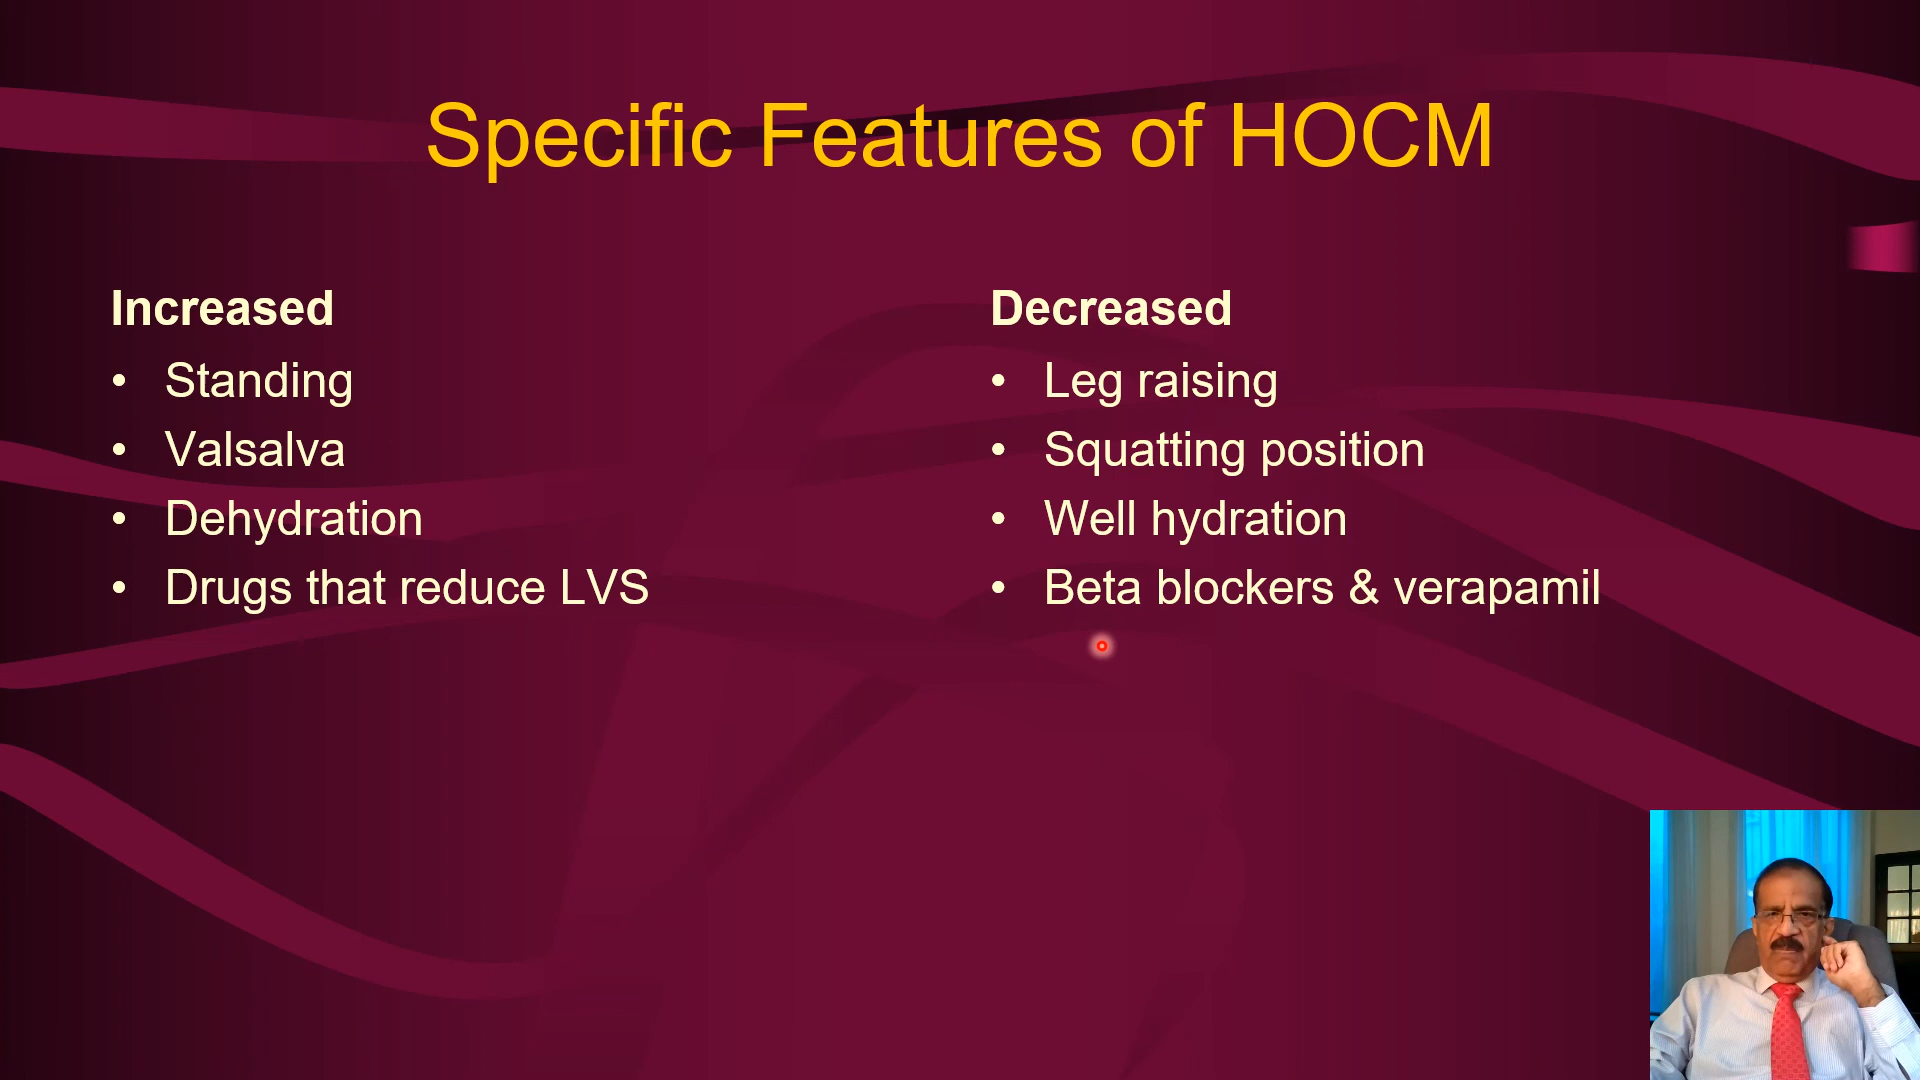 Specific Features of HOCM
Increased
• Standing
• Valsalva
• Dehydration
• Drugs that reduce LVS
Decreased
• Leg raising
• Squatting position
• Well hydration
• Beta blockers & verapamil